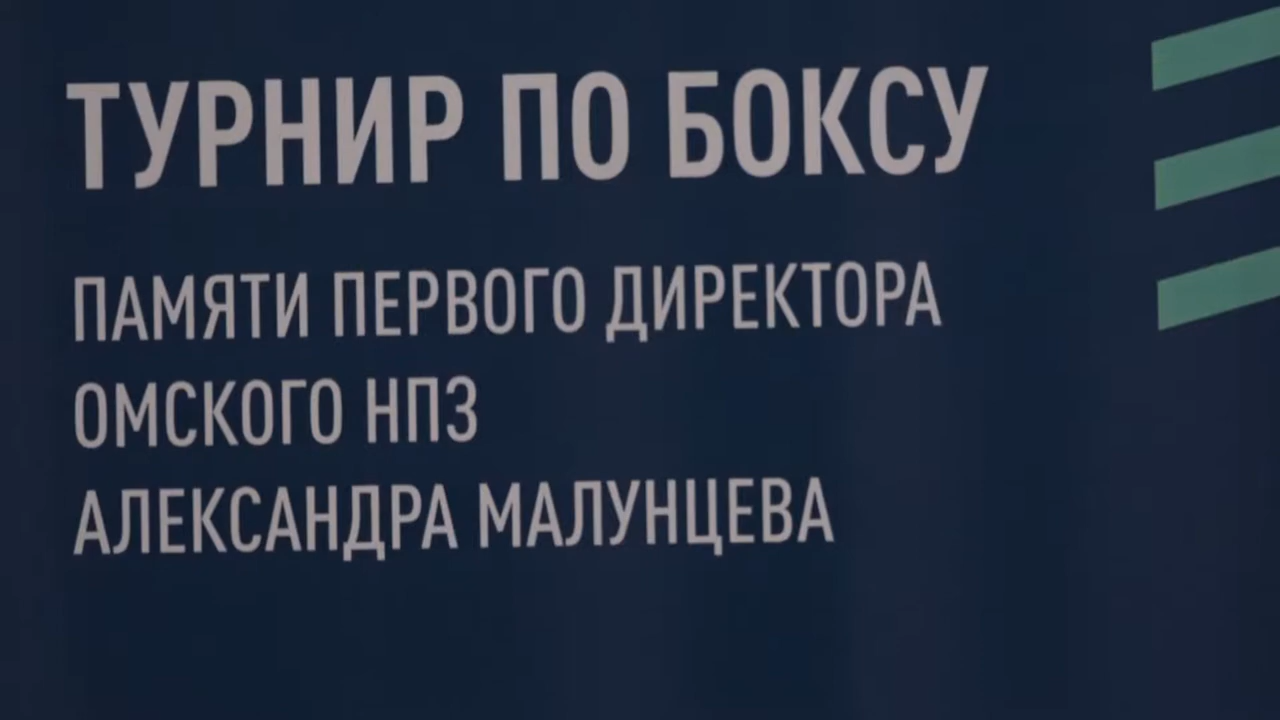 ТУРНИР ПО БОКСУ
ПАМЯТИ ПЕРВОГО ДИРЕКТОРА
ОМСКОГО НПЗ
АЛЕКСАНДРА МАЛУНЦЕВА